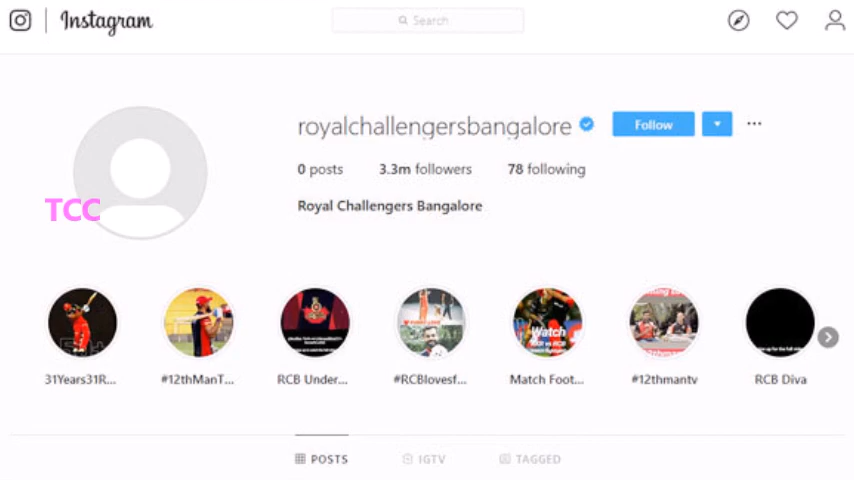 Instagram
Search
royalchallengersbangalore
Follow
0 posts 3.3m followers 78 following
Royal Challengers Bangalore
TCC
Watch
31Years31R... #12thManT... RCB Under... #RCBlovesf... Match Foot... #12thmantv RCB Diva
POSTS IGTV TAGGED